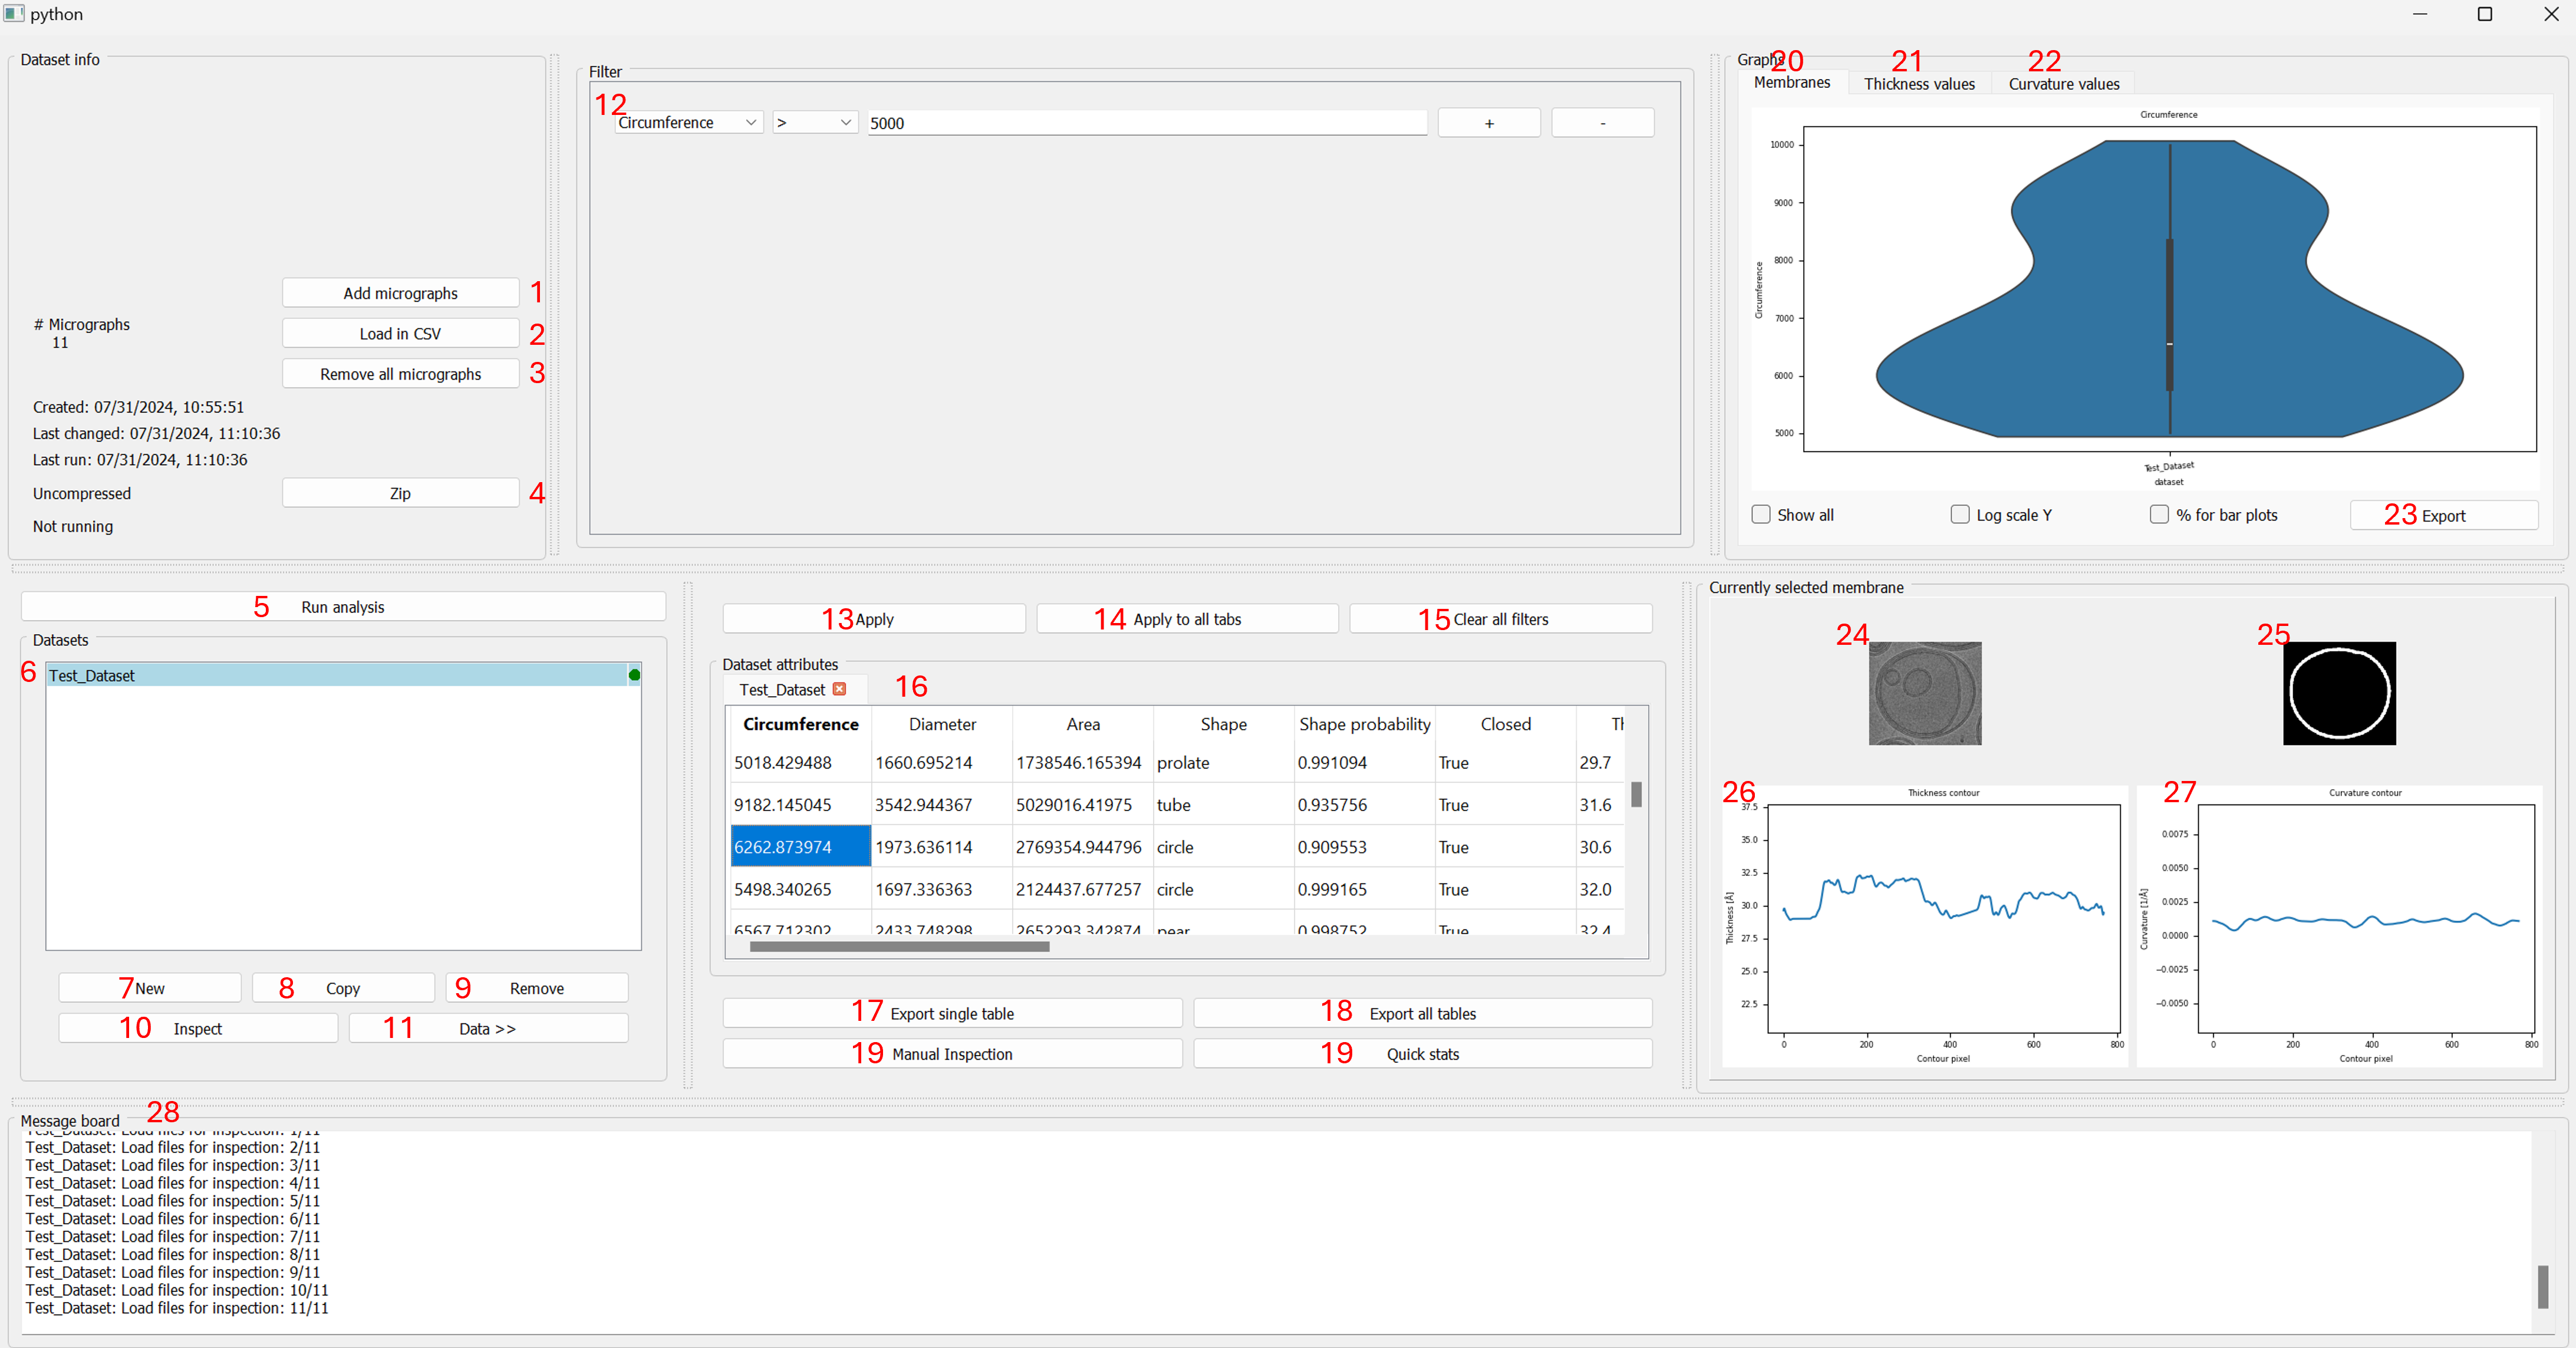 python
Dataset info
1 Add micrographs
# Micrographs
11
2 Load in CSV
3 Remove all micrographs
Created: 07/31/2024, 10:55:51
Last changed: 07/31/2024, 11:10:36
Last run: 07/31/2024, 11:10:36
Uncompressed Zip 4
Not running
Filter
12
Circumference > 5000 + -
Graphs
20 21 22
Membranes Thickness values Curvature values
Circumference
10000
9000
8000
7000
6000
5000
Circumference
Test_Dataset
dataset
Show all Log scale Y % for bar plots 23 Export
5 Run analysis
Datasets
6 Test_Dataset
7 New 8 Copy 9 Remove
10 Inspect 11 Data >>
13 Apply 14 Apply to all tabs 15 Clear all filters
Dataset attributes
Test_Dataset 16
Circumference Diameter Area Shape Shape probability Closed Tl
5018.429488 1660.695214 1738546.165394 prolate 0.991094 True 29.7
9182.145045 3542.944367 5029016.41975 tube 0.935756 True 31.6
6262.873974 1973.636114 2769354.944796 circle 0.909553 True 30.6
5498.340265 1697.336363 2124437.677257 circle 0.999165 True 32.0
6567.712302 2433.748298 2652293.342874 pear 0.998752 True 32.4
17 Export single table 18 Export all tables
19 Manual Inspection 19 Quick stats
Currently selected membrane
24 25
26
Thickness contour
37.5
35.0
32.5
30.0
27.5
25.0
22.5
Thickness [Å]
0 200 400 600 800
Contour pixel
27
Curvature contour
0.0075
0.0050
0.0025
0.0000
−0.0025
−0.0050
Curvature [1/Å]
0 200 400 600 800
Contour pixel
Message board 28
Test_Dataset: Load files for inspection: 1/11
Test_Dataset: Load files for inspection: 2/11
Test_Dataset: Load files for inspection: 3/11
Test_Dataset: Load files for inspection: 4/11
Test_Dataset: Load files for inspection: 5/11
Test_Dataset: Load files for inspection: 6/11
Test_Dataset: Load files for inspection: 7/11
Test_Dataset: Load files for inspection: 8/11
Test_Dataset: Load files for inspection: 9/11
Test_Dataset: Load files for inspection: 10/11
Test_Dataset: Load files for inspection: 11/11